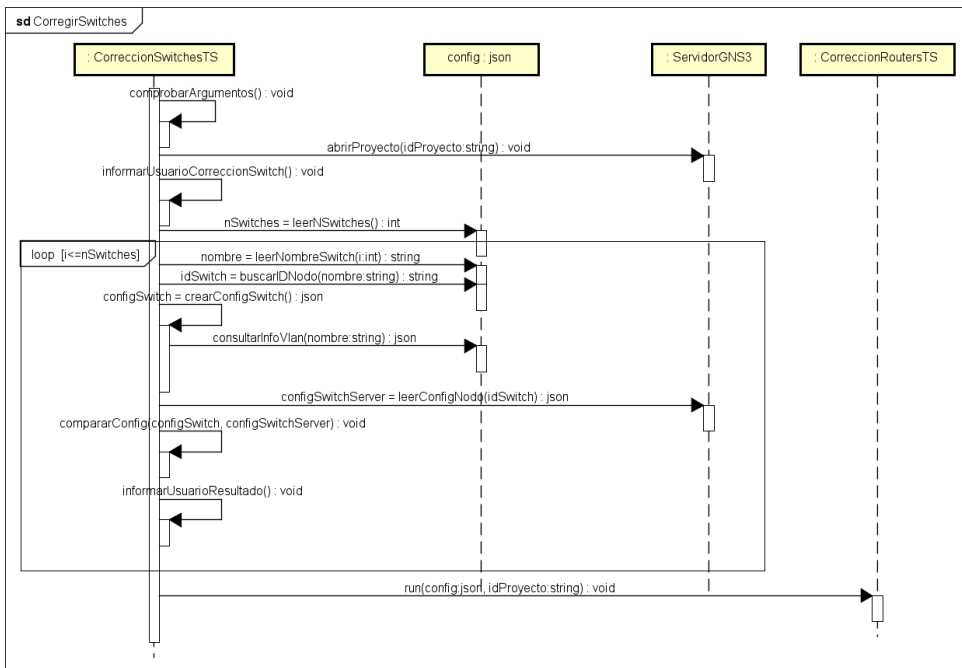 sd CorregirSwitches
: CorreccionSwitchesTS
config : json
: ServidorGNS3
: CorreccionRoutersTS
comprobarArgumentos() : void
abrirProyecto(idProyecto:string) : void
informarUsuarioCorreccionSwitch() : void
nSwitches = leerNSwitches() : int
loop [i<=nSwitches]
nombre = leerNombreSwitch(i:int) : string
idSwitch = buscarIDNodo(nombre:string) : string
configSwitch = crearConfigSwitch() : json
consultarInfoVlan(nombre:string) : json
configSwitchServer = leerConfigNodo(idSwitch) : json
compararConfig(configSwitch, configSwitchServer) : void
informarUsuarioResultado() : void
run(config:json, idProyecto:string) : void